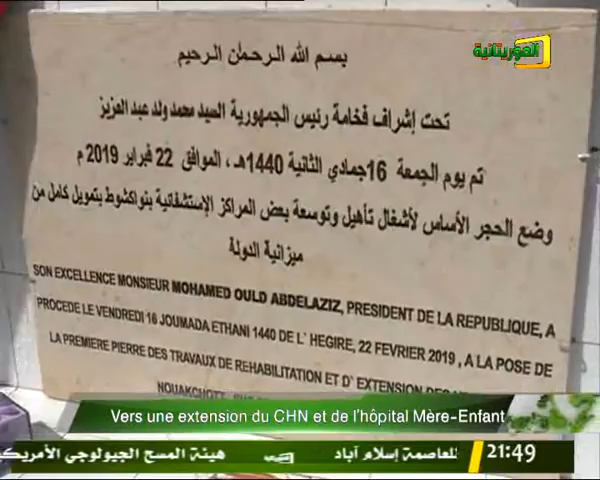 الموريتانية
بسم الله الرحمان الرحيم
تحت إشراف فخامة رئيس الجمهورية السيد محمد ولد عبد العزيز
تم يوم الجمعة 16جمادي الثانية 1440هـ ، الموافق 22 فبراير 2019 م
وضع الحجر الأساس لأشغال تأهيل وتوسعة بعض المراكز الإستشفائية بنواكشوط بتمويل كامل من
ميزانية الدولة
SON EXCELLENCE MONSIEUR MOHAMED OULD ABDELAZIZ, PRESIDENT DE LA REPUBLIQUE, A
PROCEDE LE VENDREDI 16 JOUMADA ETHANI 1440 DE L' HEGIRE, 22 FEVRIER 2019 , A LA POSE DE
LA PREMIERE PIERRE DES TRAVAUX DE REHABILITATION ET D' EXTENSION
NOUAKCHOTT
Vers une extension du CHN et de l'hôpital Mère-Enfant
للعاصمة إسلام آباد
هيئة المسح الجيولوجي الأمريكي
21:49